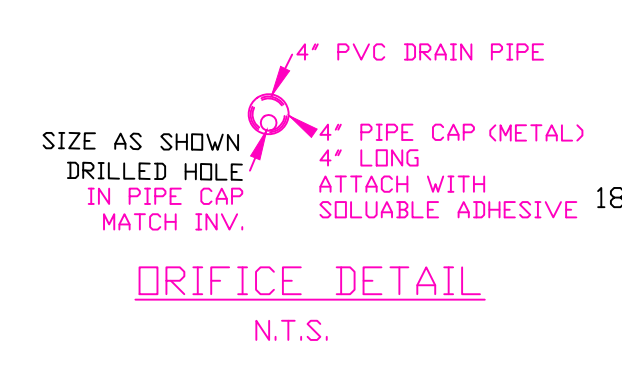 4" PVC DRAIN PIPE
SIZE AS SHOWN
DRILLED HOLE
IN PIPE CAP
MATCH INV.
4" PIPE CAP (METAL)
4" LONG
ATTACH WITH
SOLUABLE ADHESIVE
18
ORIFICE DETAIL
N.T.S.